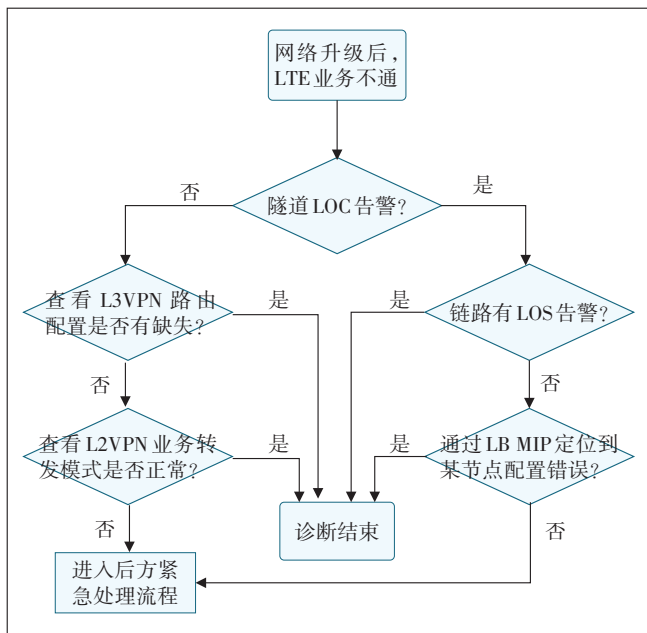 网络升级后，
LTE业务不通
否
是
隧道LOC告警？
查看 L3VPN 路由
配置是否有缺失？
是
链路有LOS告警？
否
是
否
查看L2VPN业务转
发模式是否正常？
是
是
通过LB MIP定位到
某节点配置错误？
否
诊断结束
否
进入后方紧
急处理流程